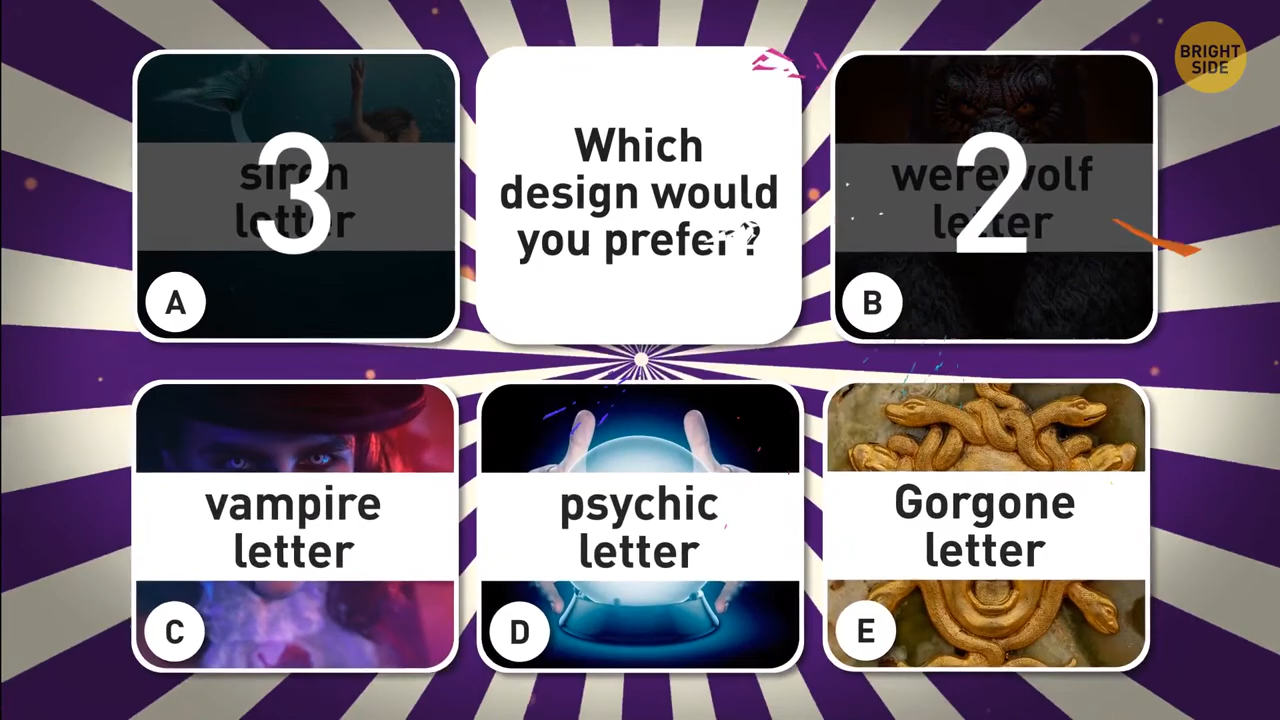 BRIGHT
SIDE
siren
letter
3
A
Which
design would
you prefer?
werewolf
letter
2
B
vampire
letter
C
psychic
letter
D
Gorgone
letter
E